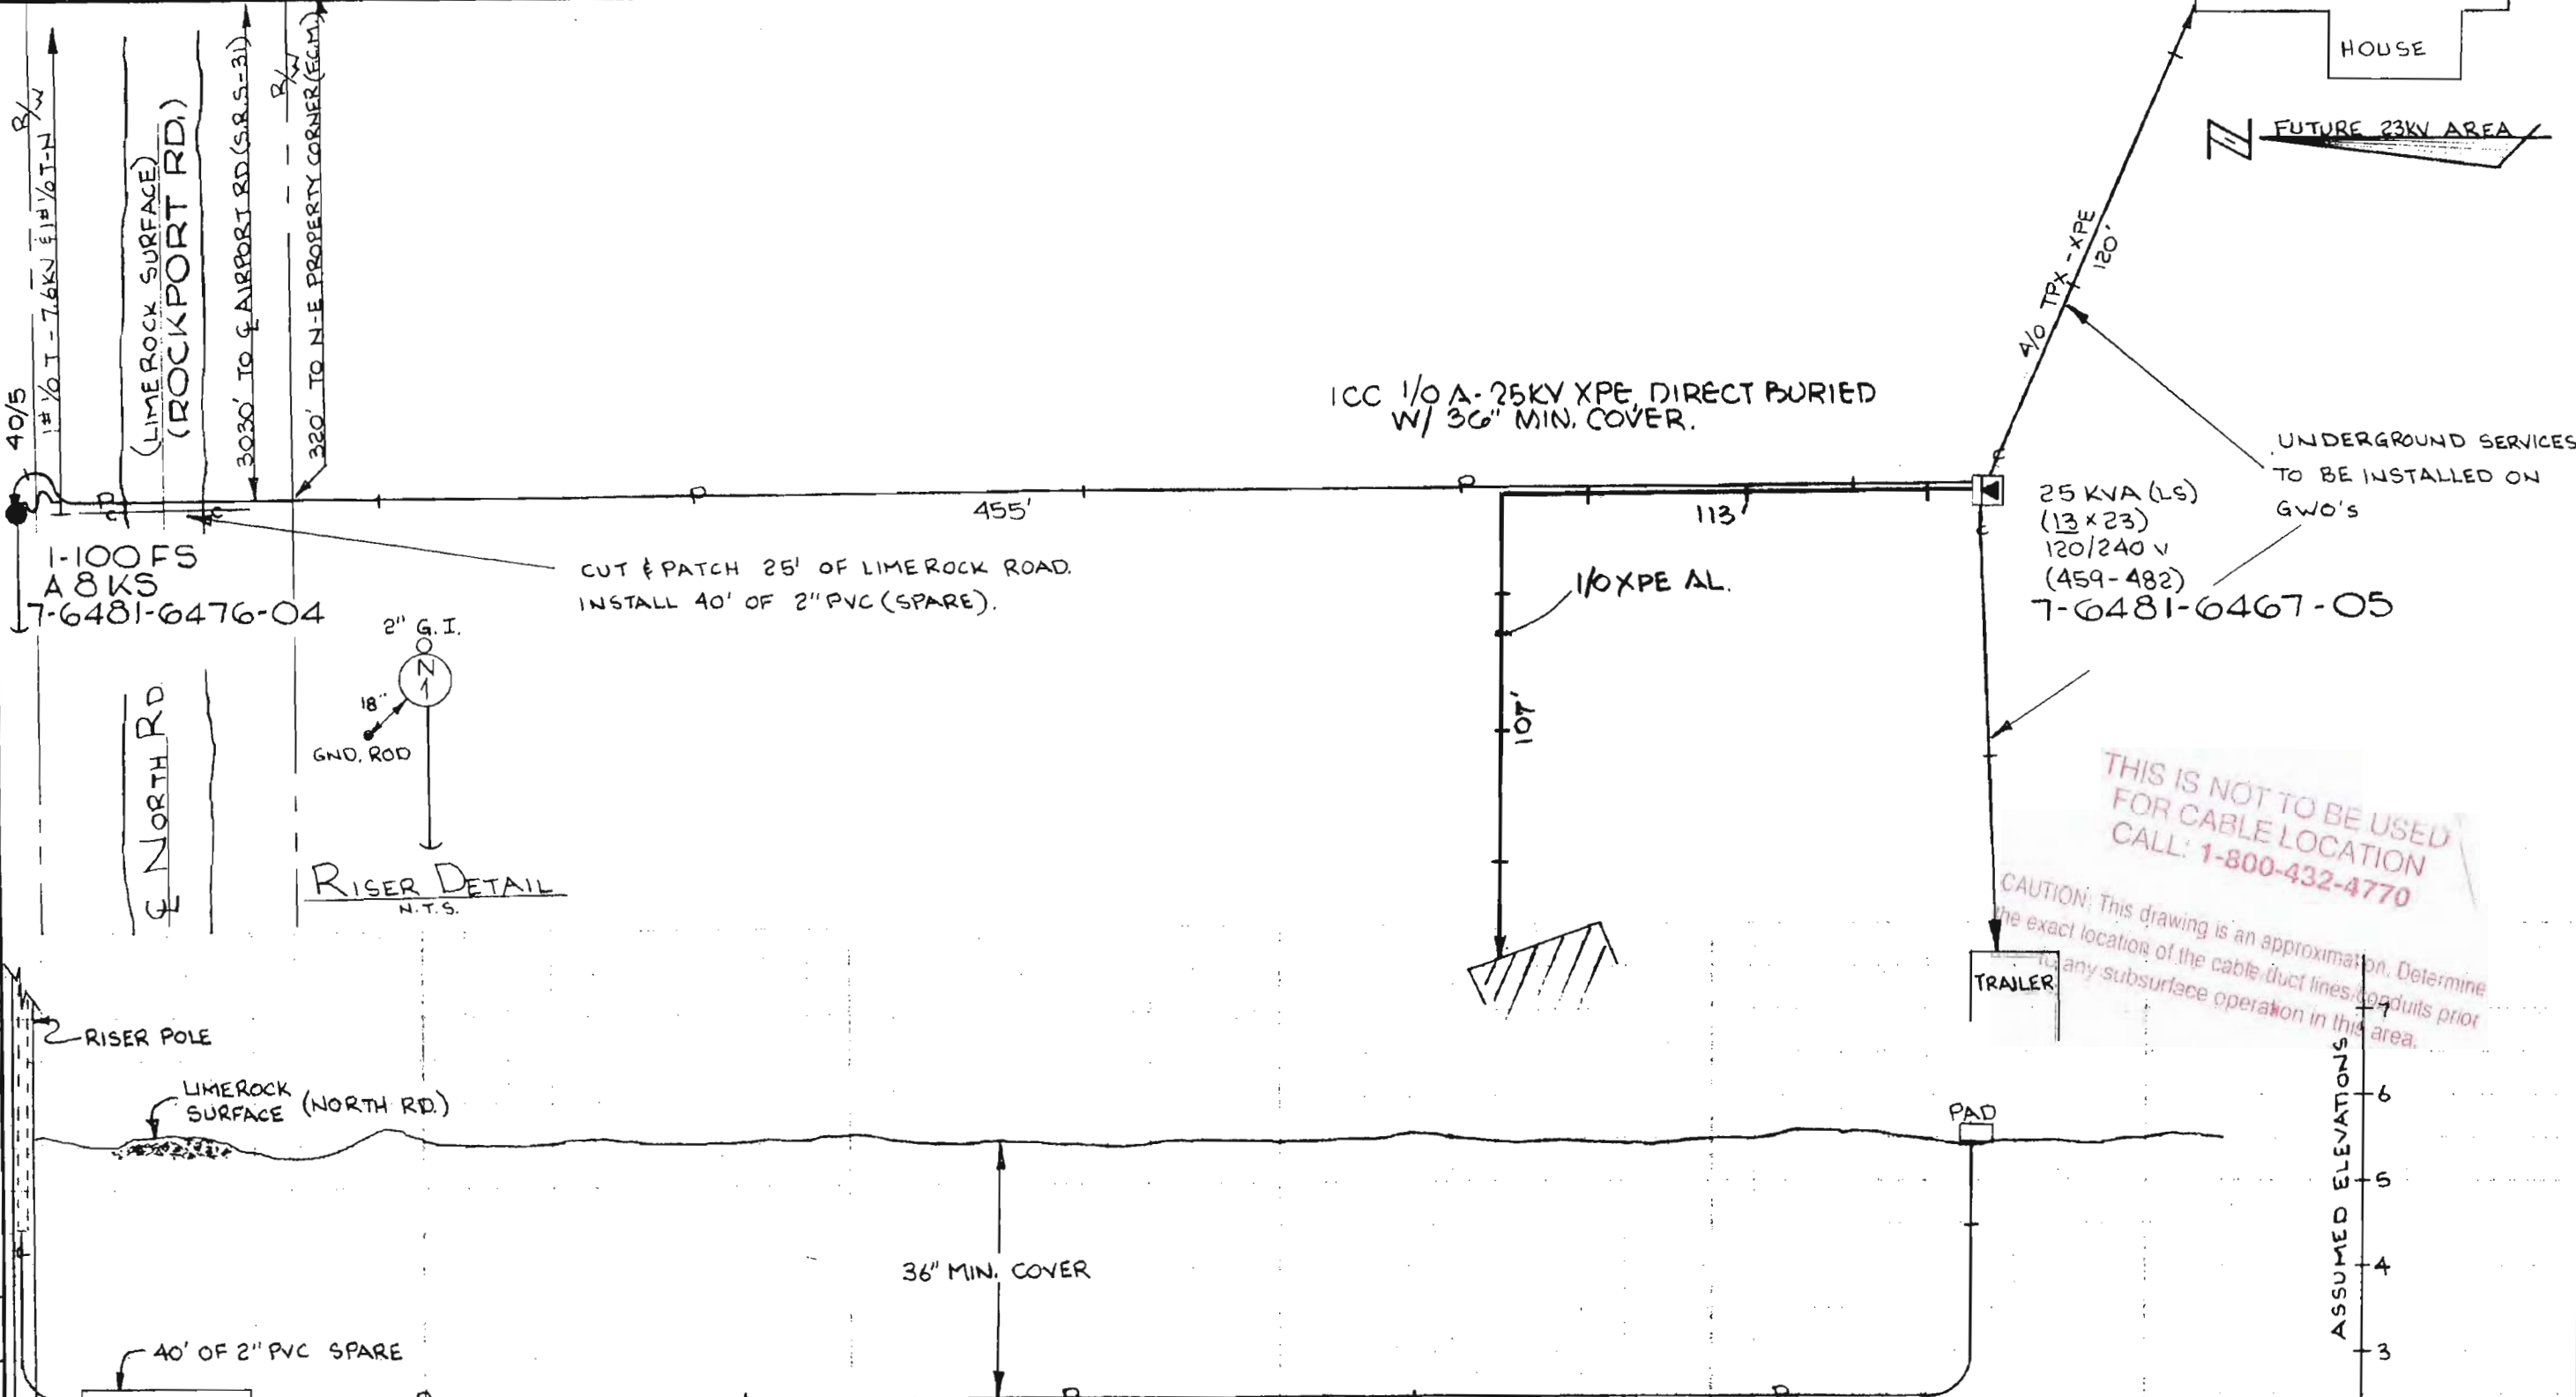 R/W
1#1/0 T-7.6KV & 1#1/0 T-N
40/5
(LIMEROCK SURFACE)
(ROCKPORT RD.)
3030' TO ℄ AIRPORT RD (S.R.S-31)
R/W
320' TO N-E PROPERTY CORNER (F.C.M.)
HOUSE
N
FUTURE 23KV AREA
4/0 TPX-XPE
120'
1CC 1/0 A-25KV XPE, DIRECT BURIED
W/ 36" MIN. COVER.
UNDERGROUND SERVICES
TO BE INSTALLED ON
GWO'S
P
C
C
P
455'
P
113'
C
C
25 KVA (LS)
(13 x 23)
120/240 V
(459-482)
7-6481-6467-05
1-100 FS
A 8 KS
7-6481-6476-04
CUT & PATCH 25' OF LIMEROCK ROAD.
INSTALL 40' OF 2" PVC (SPARE).
1/0 XPE AL.
107'
2" G.I.
N
18"
GND. ROD
RISER DETAIL
N.T.S.
℄ NORTH RD
THIS IS NOT TO BE USED
FOR CABLE LOCATION
CALL: 1-800-432-4770
CAUTION: This drawing is an approximation. Determine
the exact location of the cable duct lines/conduits prior
to any subsurface operation in this area.
TRAILER
RISER POLE
LIMEROCK
SURFACE (NORTH RD.)
PAD
36" MIN. COVER
40' OF 2" PVC SPARE
P
P
P
ASSUMED ELEVATIONS
7
6
5
4
3